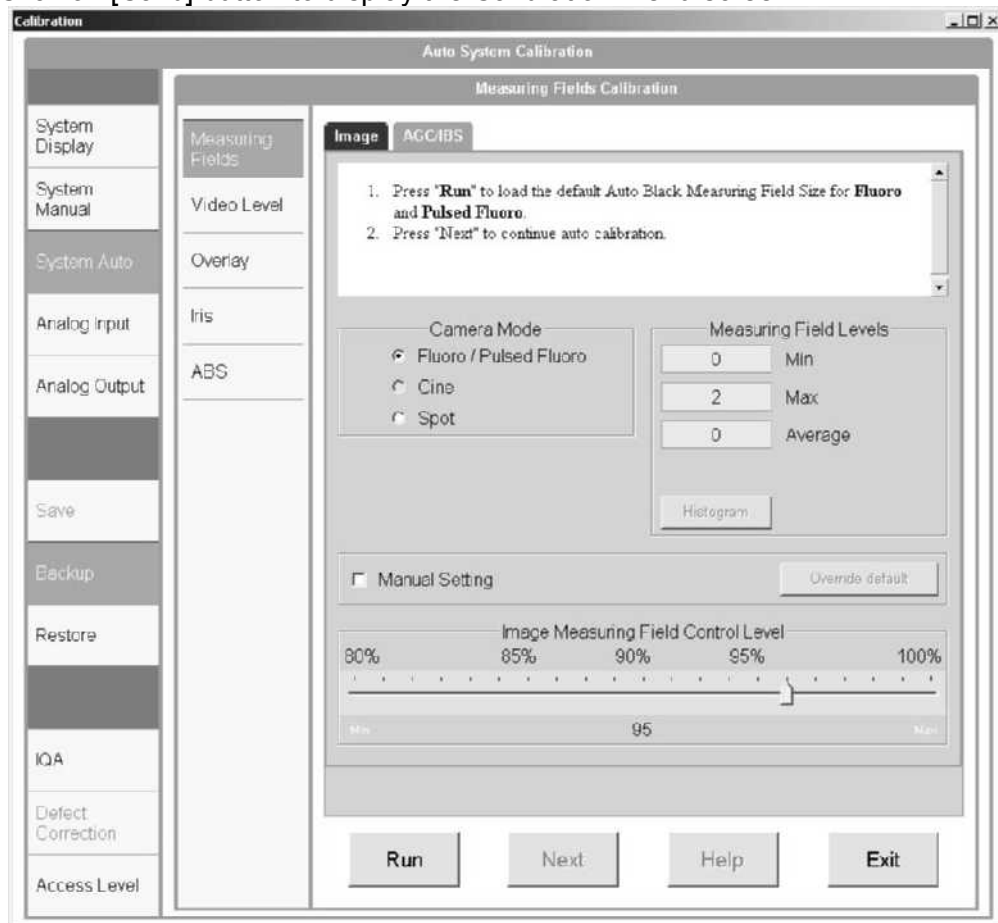 Calibration
Auto System Calibration
Measuring Fields Calibration
System
Display
System
Manual
System Auto
Analog Input
Analog Output
Save
Backup
Restore
IQA
Defect
Correction
Access Level
Measuring
Fields
Video Level
Overlay
Iris
ABS
Image
AGC/IBS
1. Press "Run" to load the default Auto Black Measuring Field Size for Fluoro
and Pulsed Fluoro.
2. Press "Next" to continue auto calibration.
Camera Mode
Fluoro / Pulsed Fluoro
Cine
Spot
Measuring Field Levels
0 Min
2 Max
0 Average
Histogram
Manual Setting
Override default
Image Measuring Field Control Level
80% 85% 90% 95% 100%
Min 95 Max
Run
Next
Help
Exit